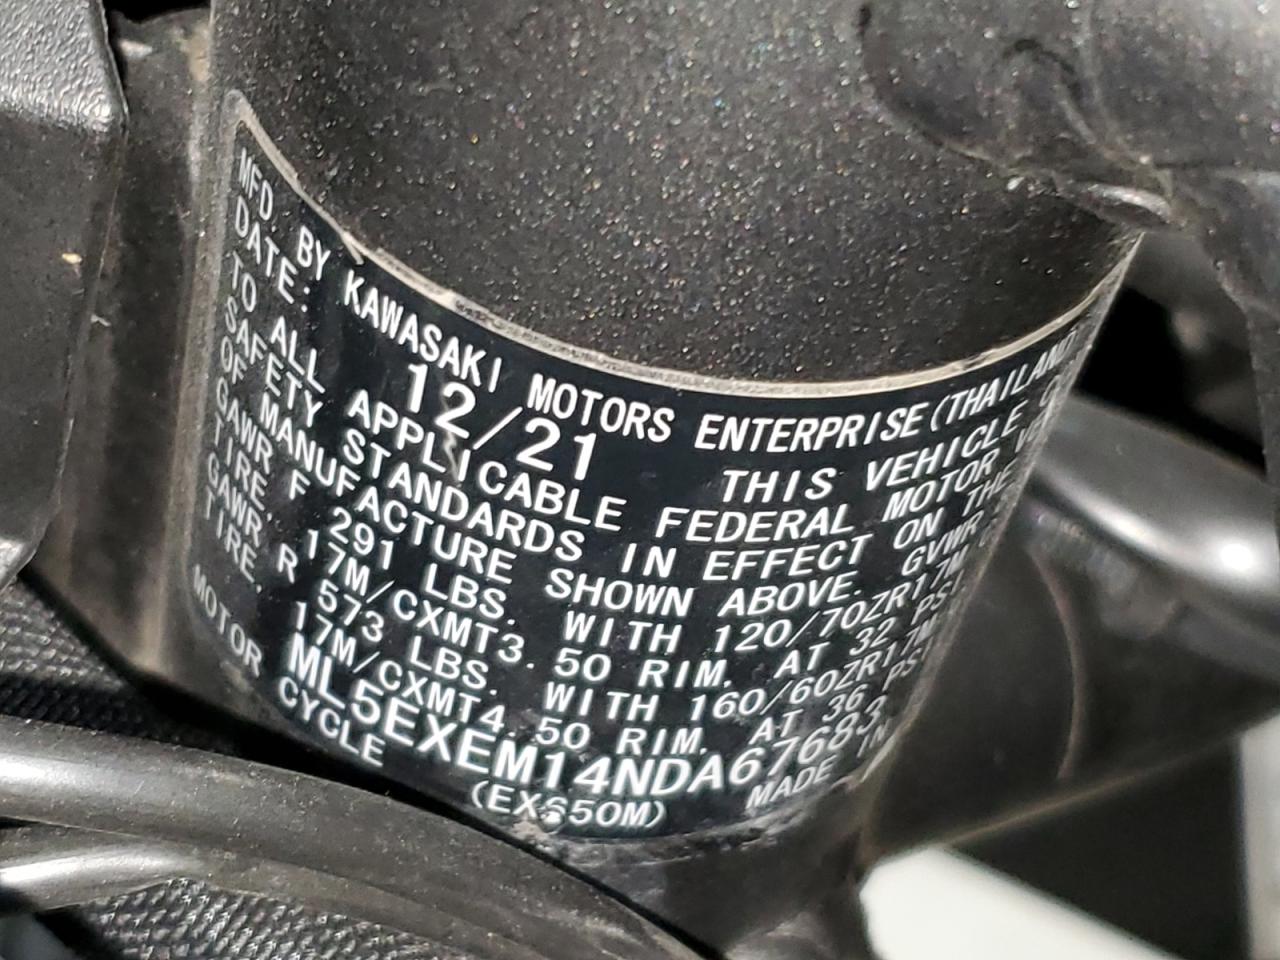 MFD. BY KAWASAKI MOTORS ENTERPRISE (THAILAND
DATE: 12/21 THIS VEHICLE
TO ALL APPLICABLE FEDERAL MOTOR
SAFETY STANDARDS IN EFFECT ON THE
OF MANUFACTURE SHOWN ABOVE. GVWR
GAWR F 291 LBS. WITH 120/70ZR17M
TIRE. 17M/CXMT3.50 RIM. AT 32 PSI
GAWR R 573 LBS. WITH 160/60ZR17M
TIRE. 17M/CXMT4.50 RIM. AT 36 PSI
ML5EXEM14NDA67683
MOTOR CYCLE (EX650M) MADE IN